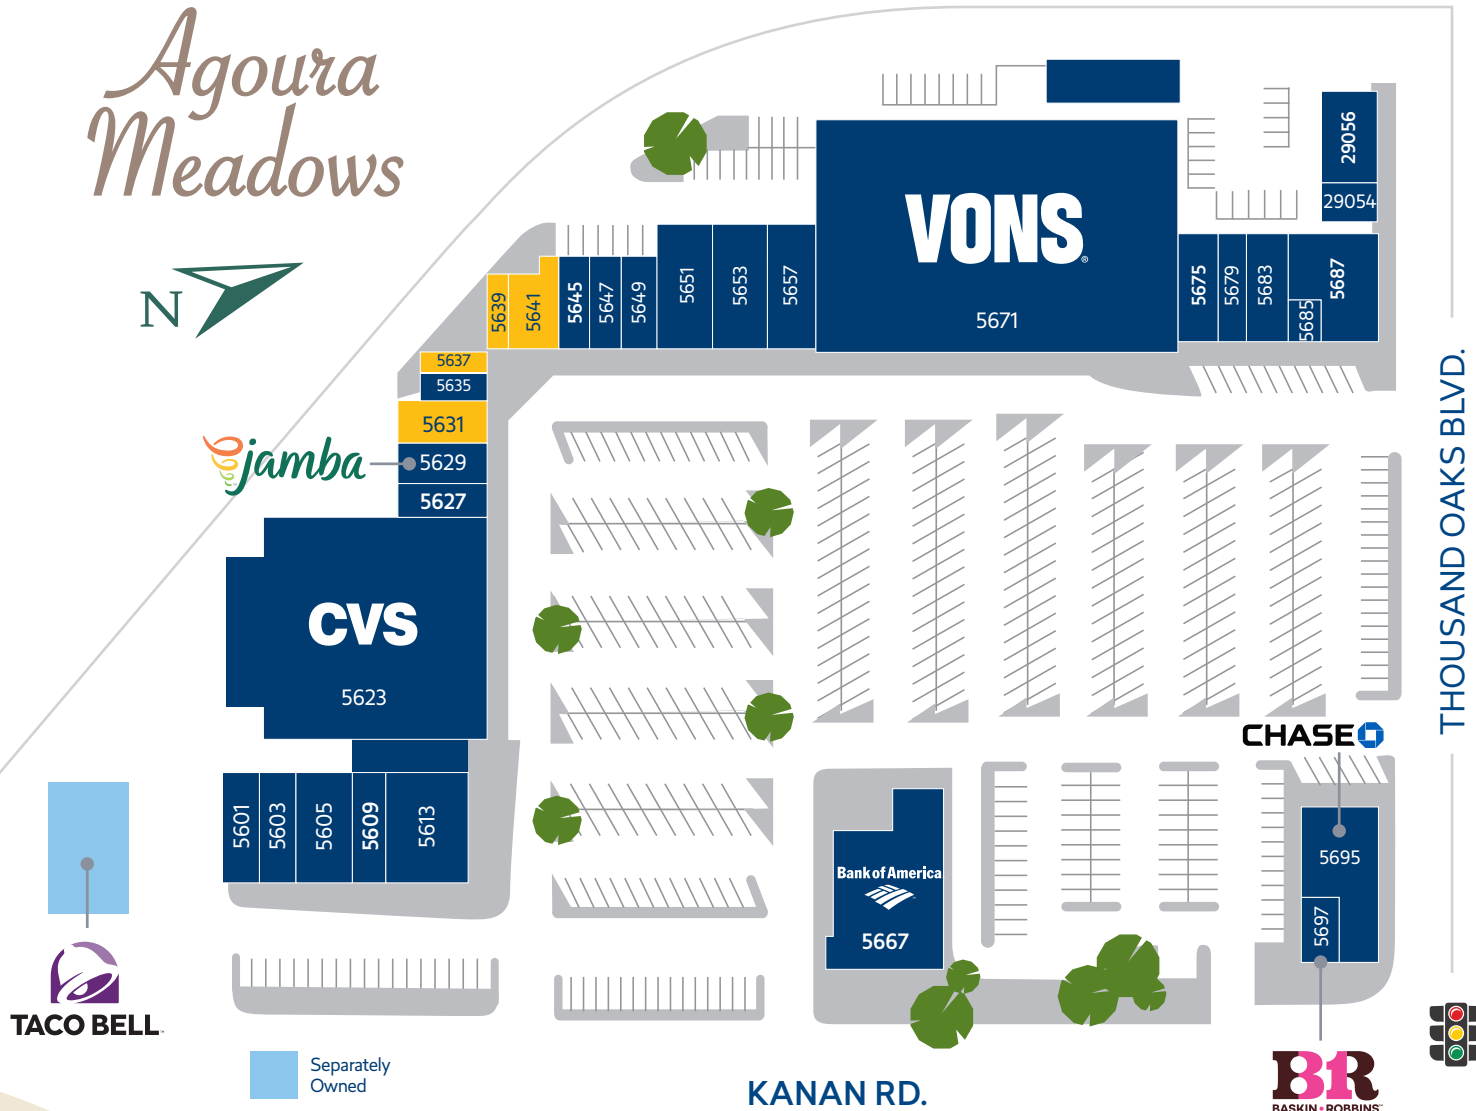 Agoura
Meadows
N
VONS®
5671
29056
29054
5675
5679
5683
5685
5687
5639
5641
5645
5647
5649
5651
5653
5657
5637
5635
5631
jamba
5629
5627
CVS
5623
5601
5603
5605
5609
5613
TACO BELL
Separately
Owned
Bank of America
5667
CHASE
5695
5697
BR
BASKIN•ROBBINS
KANAN RD.
THOUSAND OAKS BLVD.